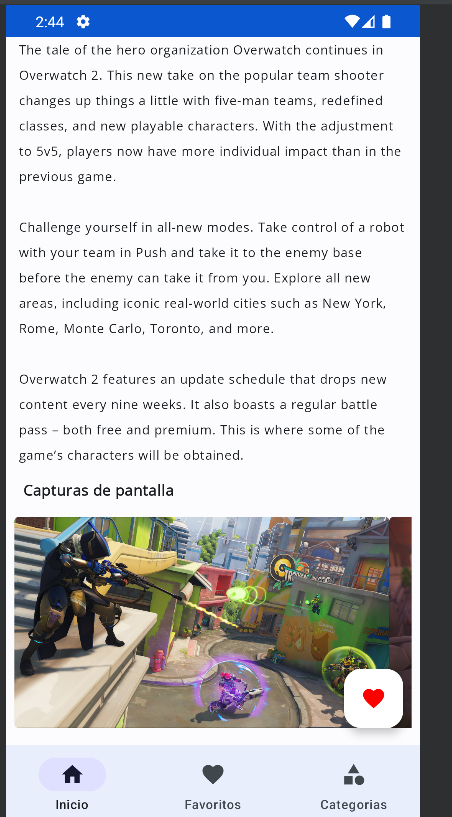 2:44
The tale of the hero organization Overwatch continues in
Overwatch 2. This new take on the popular team shooter
changes up things a little with five-man teams, redefined
classes, and new playable characters. With the adjustment
to 5v5, players now have more individual impact than in the
previous game.
Challenge yourself in all-new modes. Take control of a robot
with your team in Push and take it to the enemy base
before the enemy can take it from you. Explore all new
areas, including iconic real-world cities such as New York,
Rome, Monte Carlo, Toronto, and more.
Overwatch 2 features an update schedule that drops new
content every nine weeks. It also boasts a regular battle
pass – both free and premium. This is where some of the
game's characters will be obtained.
Capturas de pantalla
Inicio
Favoritos
Categorias